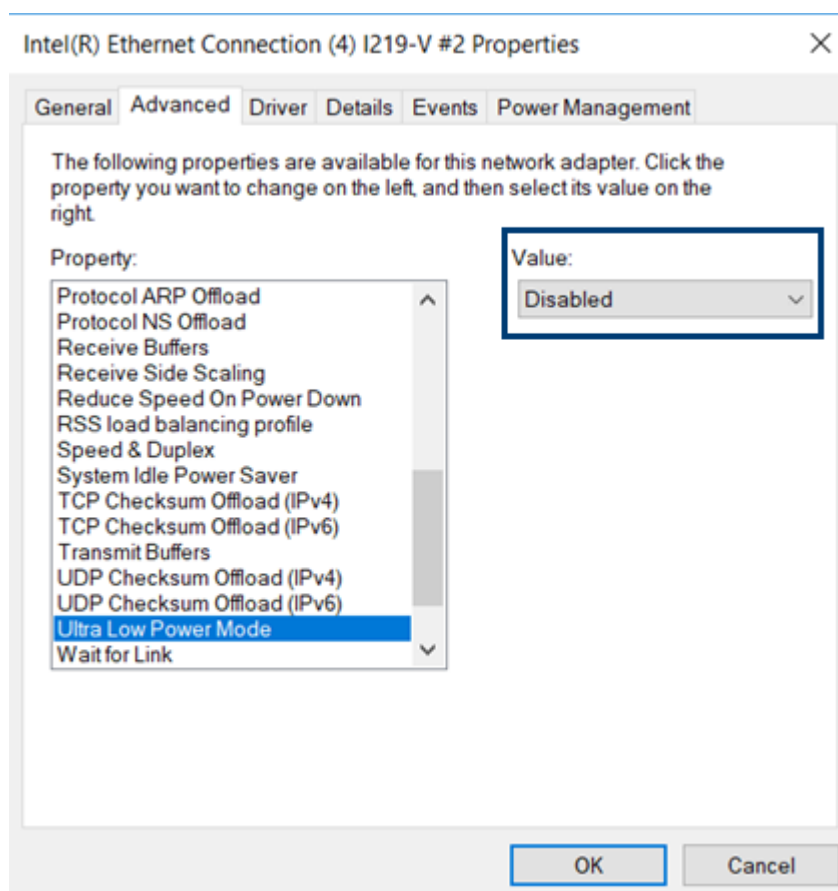 Intel(R) Ethernet Connection (4) I219-V #2 Properties
General Advanced Driver Details Events Power Management
The following properties are available for this network adapter. Click the
property you want to change on the left, and then select its value on the
right.
Property:
Value:
Protocol ARP Offload
Disabled
Protocol NS Offload
Receive Buffers
Receive Side Scaling
Reduce Speed On Power Down
RSS load balancing profile
Speed & Duplex
System Idle Power Saver
TCP Checksum Offload (IPv4)
TCP Checksum Offload (IPv6)
Transmit Buffers
UDP Checksum Offload (IPv4)
UDP Checksum Offload (IPv6)
Ultra Low Power Mode
Wait for Link
OK
Cancel